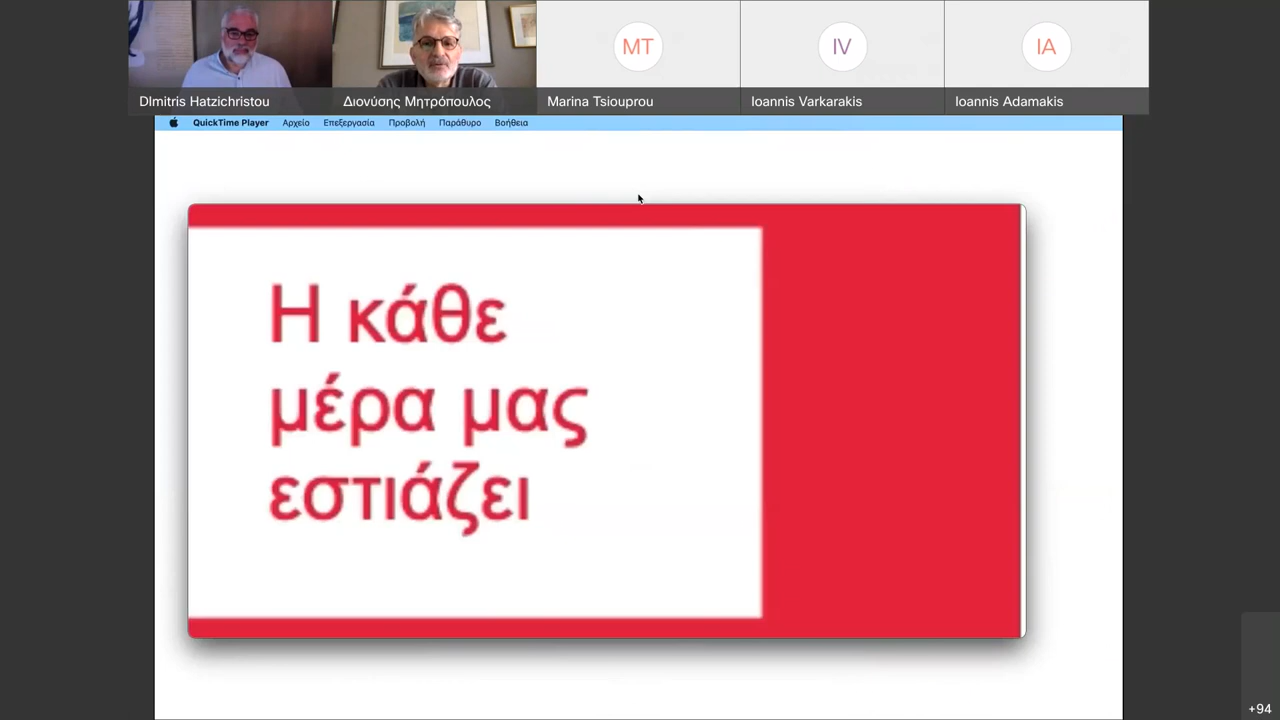 MT
IV
IA
DImitris Hatzichristou
Διονύσης Μητρόπουλος
Marina Tsiouprou
Ioannis Varkarakis
Ioannis Adamakis
QuickTime Player Αρχείο Επεξεργασία Προβολή Παράθυρο Βοήθεια
Η κάθε
μέρα μας
εστιάζει
+94